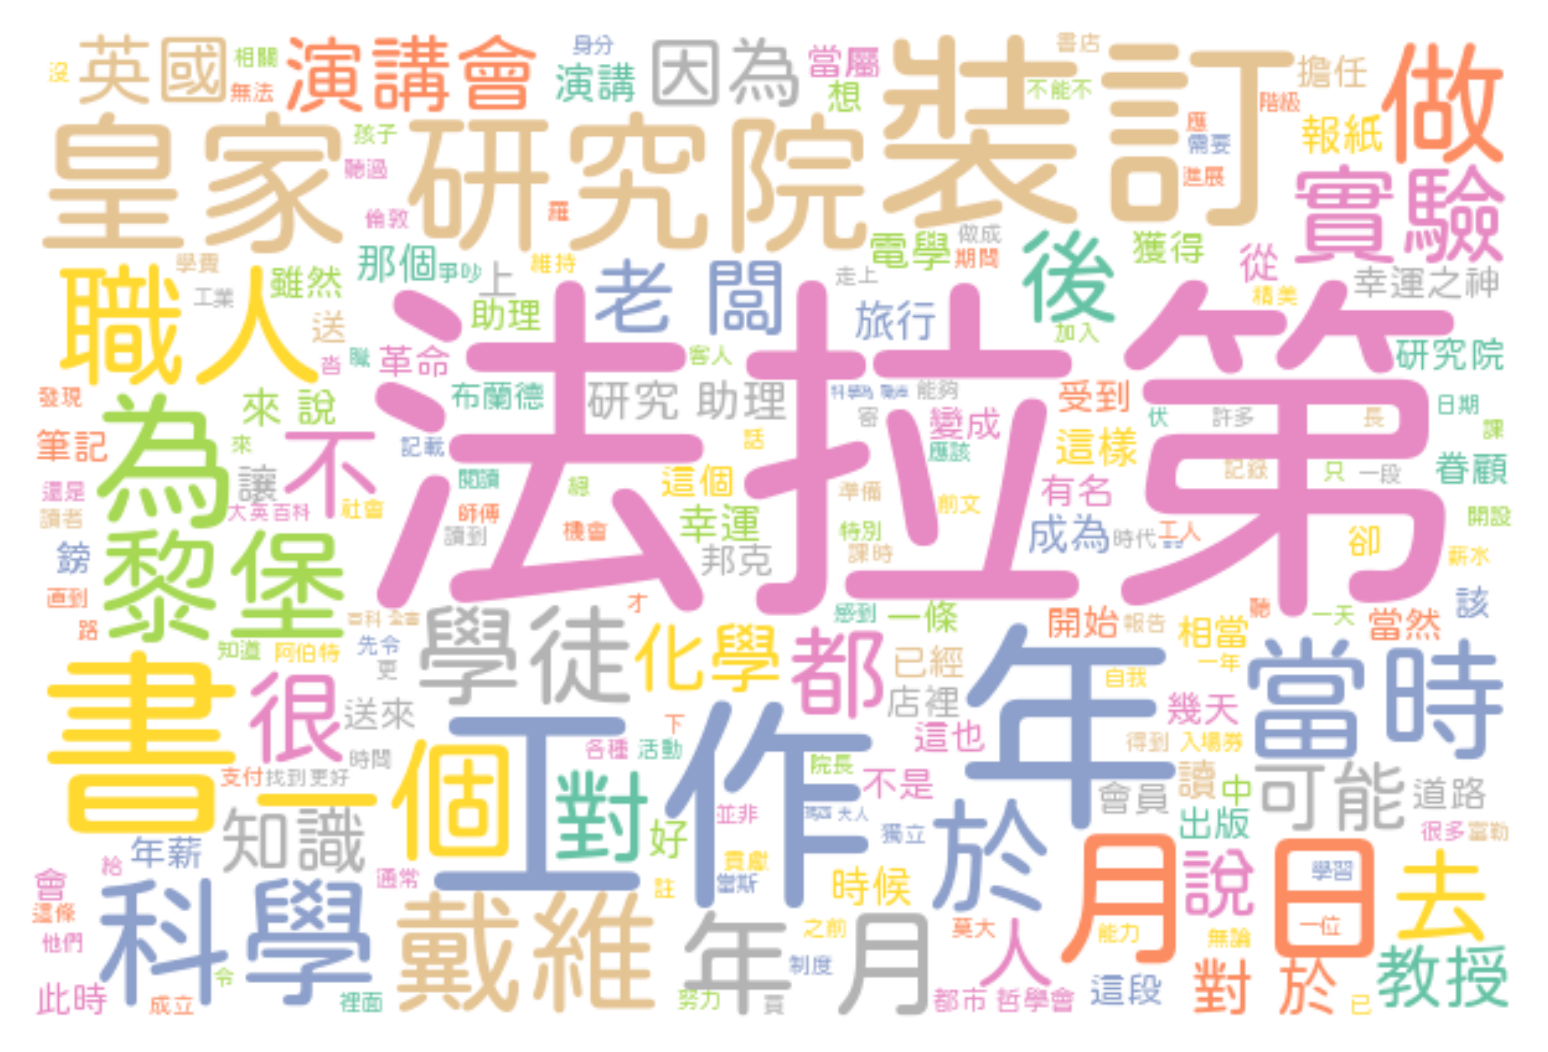 沒 英國 相關 無法 演講會 身分 演講 因為 當屬 想 裝訂 書店 不能不 擔任 階級 做
皇家研究院 孩子 聽過 倫敦 羅 應 需要 進展 報紙 實驗
職人 學費 工業 雖然 那個 爭吵 上 維持 老闆 走上 電學 做成 期間 旅行 後 獲得 從 精美 幸運之神
送 助理 加入 研究院
法拉第
沓 職 革命 客人 布蘭德 研究 助理 能夠 變成 受到 伏 許多 長 日期
發現 為 來說 不 記載 話 寄 應該 這樣 課
筆記 來 讓 閱讀 總 這個 準備 有名 記錄 只 一段 眷顧
還是 大英百科 社會 師傅 機會 幸運 特別 前文 開設
讀者 讀到 邦克 課時 成為 時代 工人 卻 薪水
鎊 黎堡
直到 才 感到 一條 開始 報告 聽 一天 該
路 知道 阿伯特 先令 學徒 化學 都 已經 相當 當然
更 一年 當時
書 很 送來 下 店裡 年 自我 幾天
時間 工作 各種 活動 這也 得到 入場券
支付 找到更好 個 對 院長 不是 會員 讀 中 可能 道路
一 知識 並非 夫人 獨立 出版 很多 富勒
年薪 好 於 月 說 日 學習 去
會 給 通常 貢獻 當斯 時候
這條 科學 戴維 註 年月 之前 莫大 人 能力 無論 一位
他們 制度 教授
此時 成立 令 裡面 努力 買 都市 哲學會 這段 對於 已